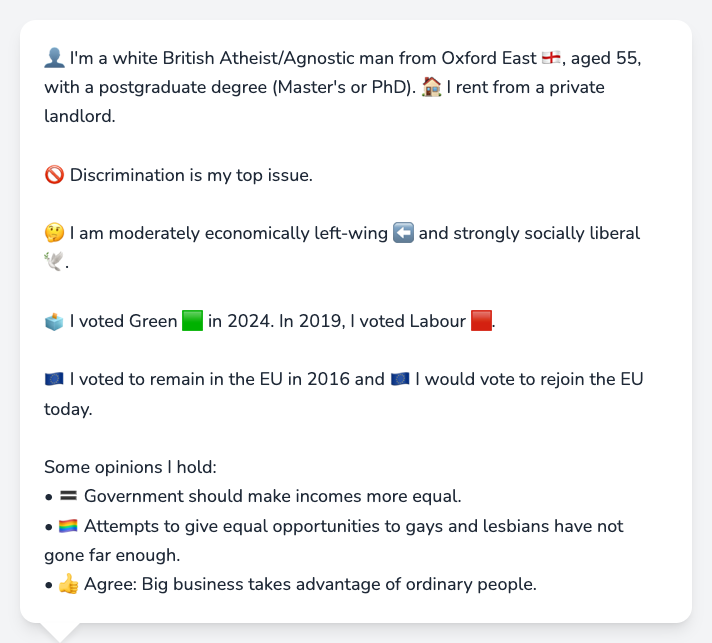 👤 I'm a white British Atheist/Agnostic man from Oxford East 🏴󠁧󠁢󠁥󠁮󠁧󠁿, aged 55,
with a postgraduate degree (Master's or PhD). 🏠 I rent from a private
landlord.
🚫 Discrimination is my top issue.
🤔 I am moderately economically left-wing ⬅️ and strongly socially liberal
🕊️.
🗳️ I voted Green 🟩 in 2024. In 2019, I voted Labour 🟥.
🇪🇺 I voted to remain in the EU in 2016 and 🇪🇺 I would vote to rejoin the EU
today.
Some opinions I hold:
• 🟰 Government should make incomes more equal.
• 🏳️‍🌈 Attempts to give equal opportunities to gays and lesbians have not
gone far enough.
• 👍 Agree: Big business takes advantage of ordinary people.